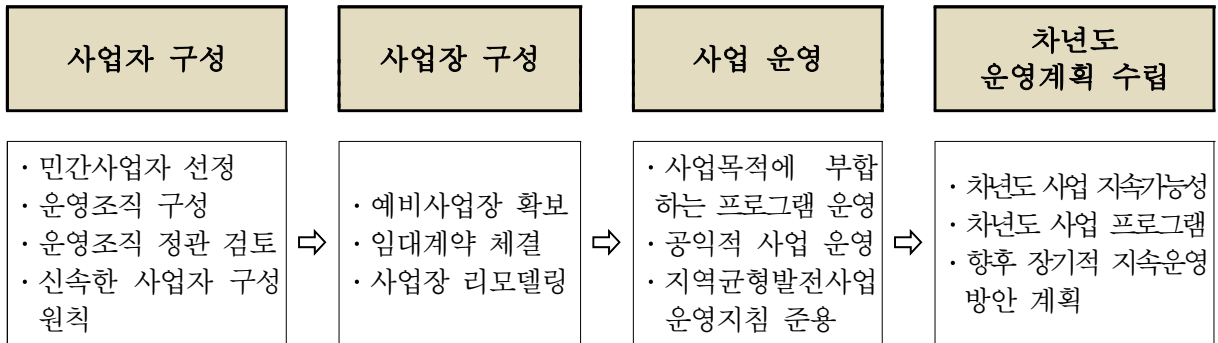 사업자 구성
사업장 구성
사업 운영
차년도
운영계획 수립
· 민간사업자 선정
· 운영조직 구성
· 운영조직 정관 검토
· 신속한 사업자 구성
원칙
⇨
· 예비사업장 확보
· 임대계약 체결
· 사업장 리모델링
⇨
· 사업목적에 부합
하는 프로그램 운영
· 공익적 사업 운영
· 지역균형발전사업
운영지침 준용
⇨
· 차년도 사업 지속가능성
· 차년도 사업 프로그램
· 향후 장기적 지속운영
방안 계획